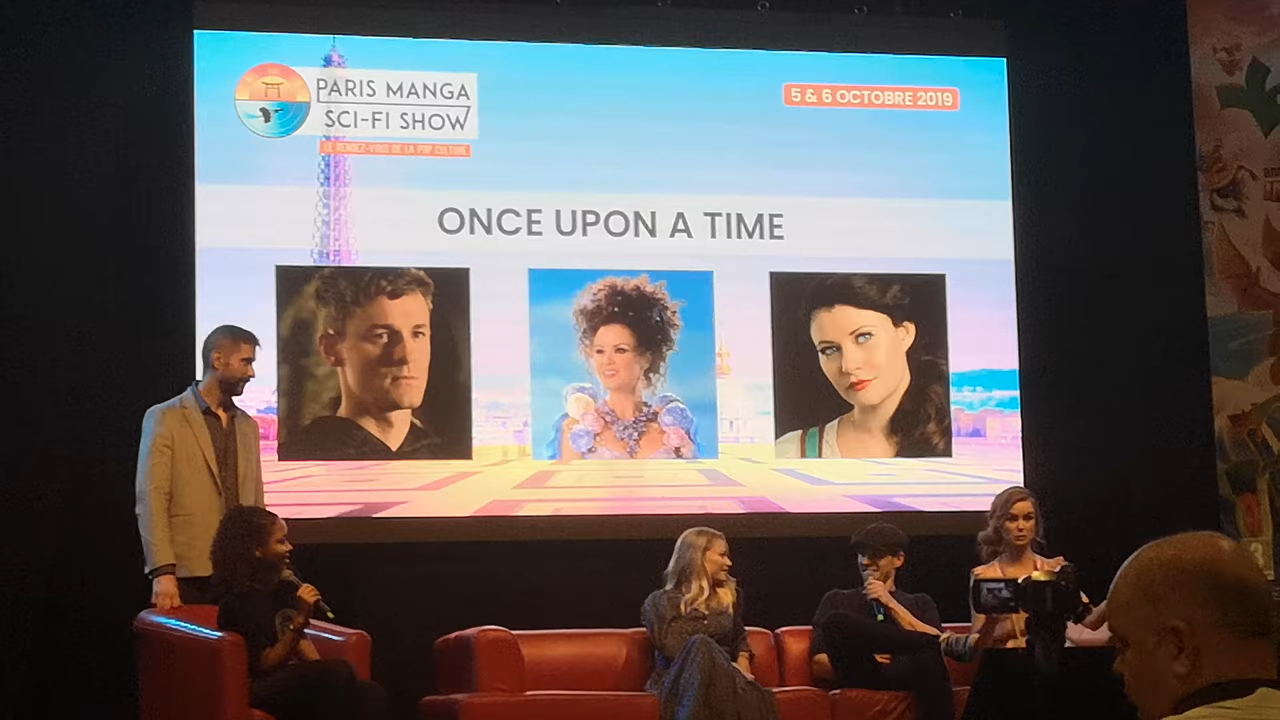 PARIS MANGA
SCI-FI SHOW
LE RENDEZ-VOUS DE LA POP CULTURE
5 & 6 OCTOBRE 2019
ONCE UPON A TIME